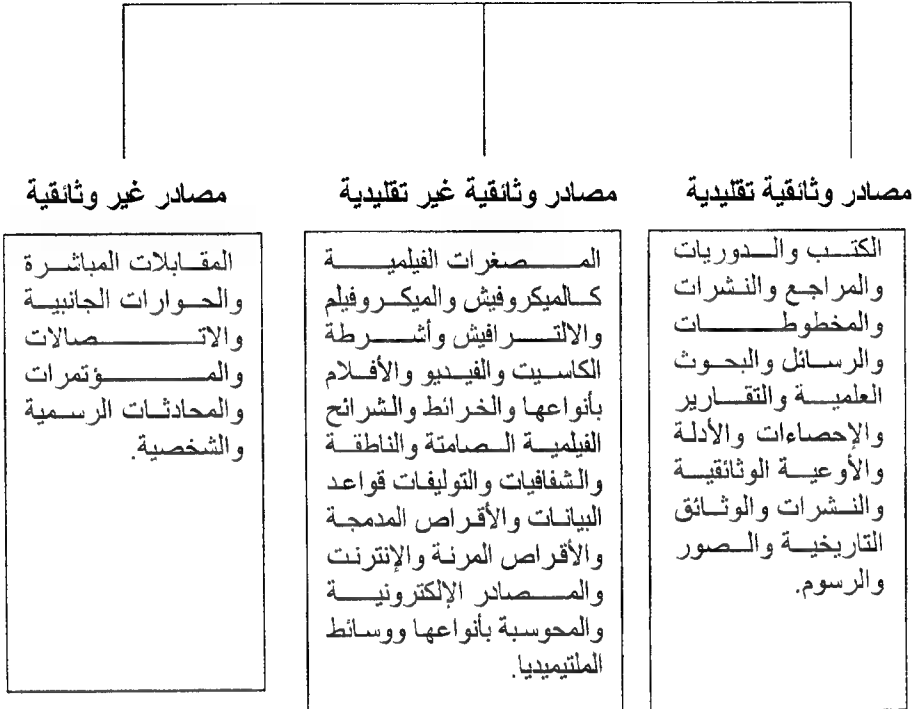 مصادر وثائقية تقليدية
الكتب والدوريات
والمراجع والنشرات
والمخطوطات
والرسائل والبحوث
العلمية والتقارير
والإحصاءات والأدلة
والأوعية الوثائقية
والنشرات والوثائق
التاريخية والصور
والرسوم.
مصادر وثائقية غير تقليدية
المصغرات الفيلمية
كالميكروفيش والميكروفيلم
والالترافيش وأشرطة
الكاسيت والفيديو والأفلام
بأنواعها والخرائط والشرائح
الفيلمية الصامتة والناطقة
والشفافيات والتوليفات قواعد
البيانات والأقراص المدمجة
والأقراص المرنة والإنترنت
والمصادر الإلكترونية
والمحوسبة بأنواعها ووسائط
الملتيميديا.
مصادر غير وثائقية
المقابلات المباشرة
والحوارات الجانبية
والاتصالات
والمؤتمرات
والمحادثات الرسمية
والشخصية.